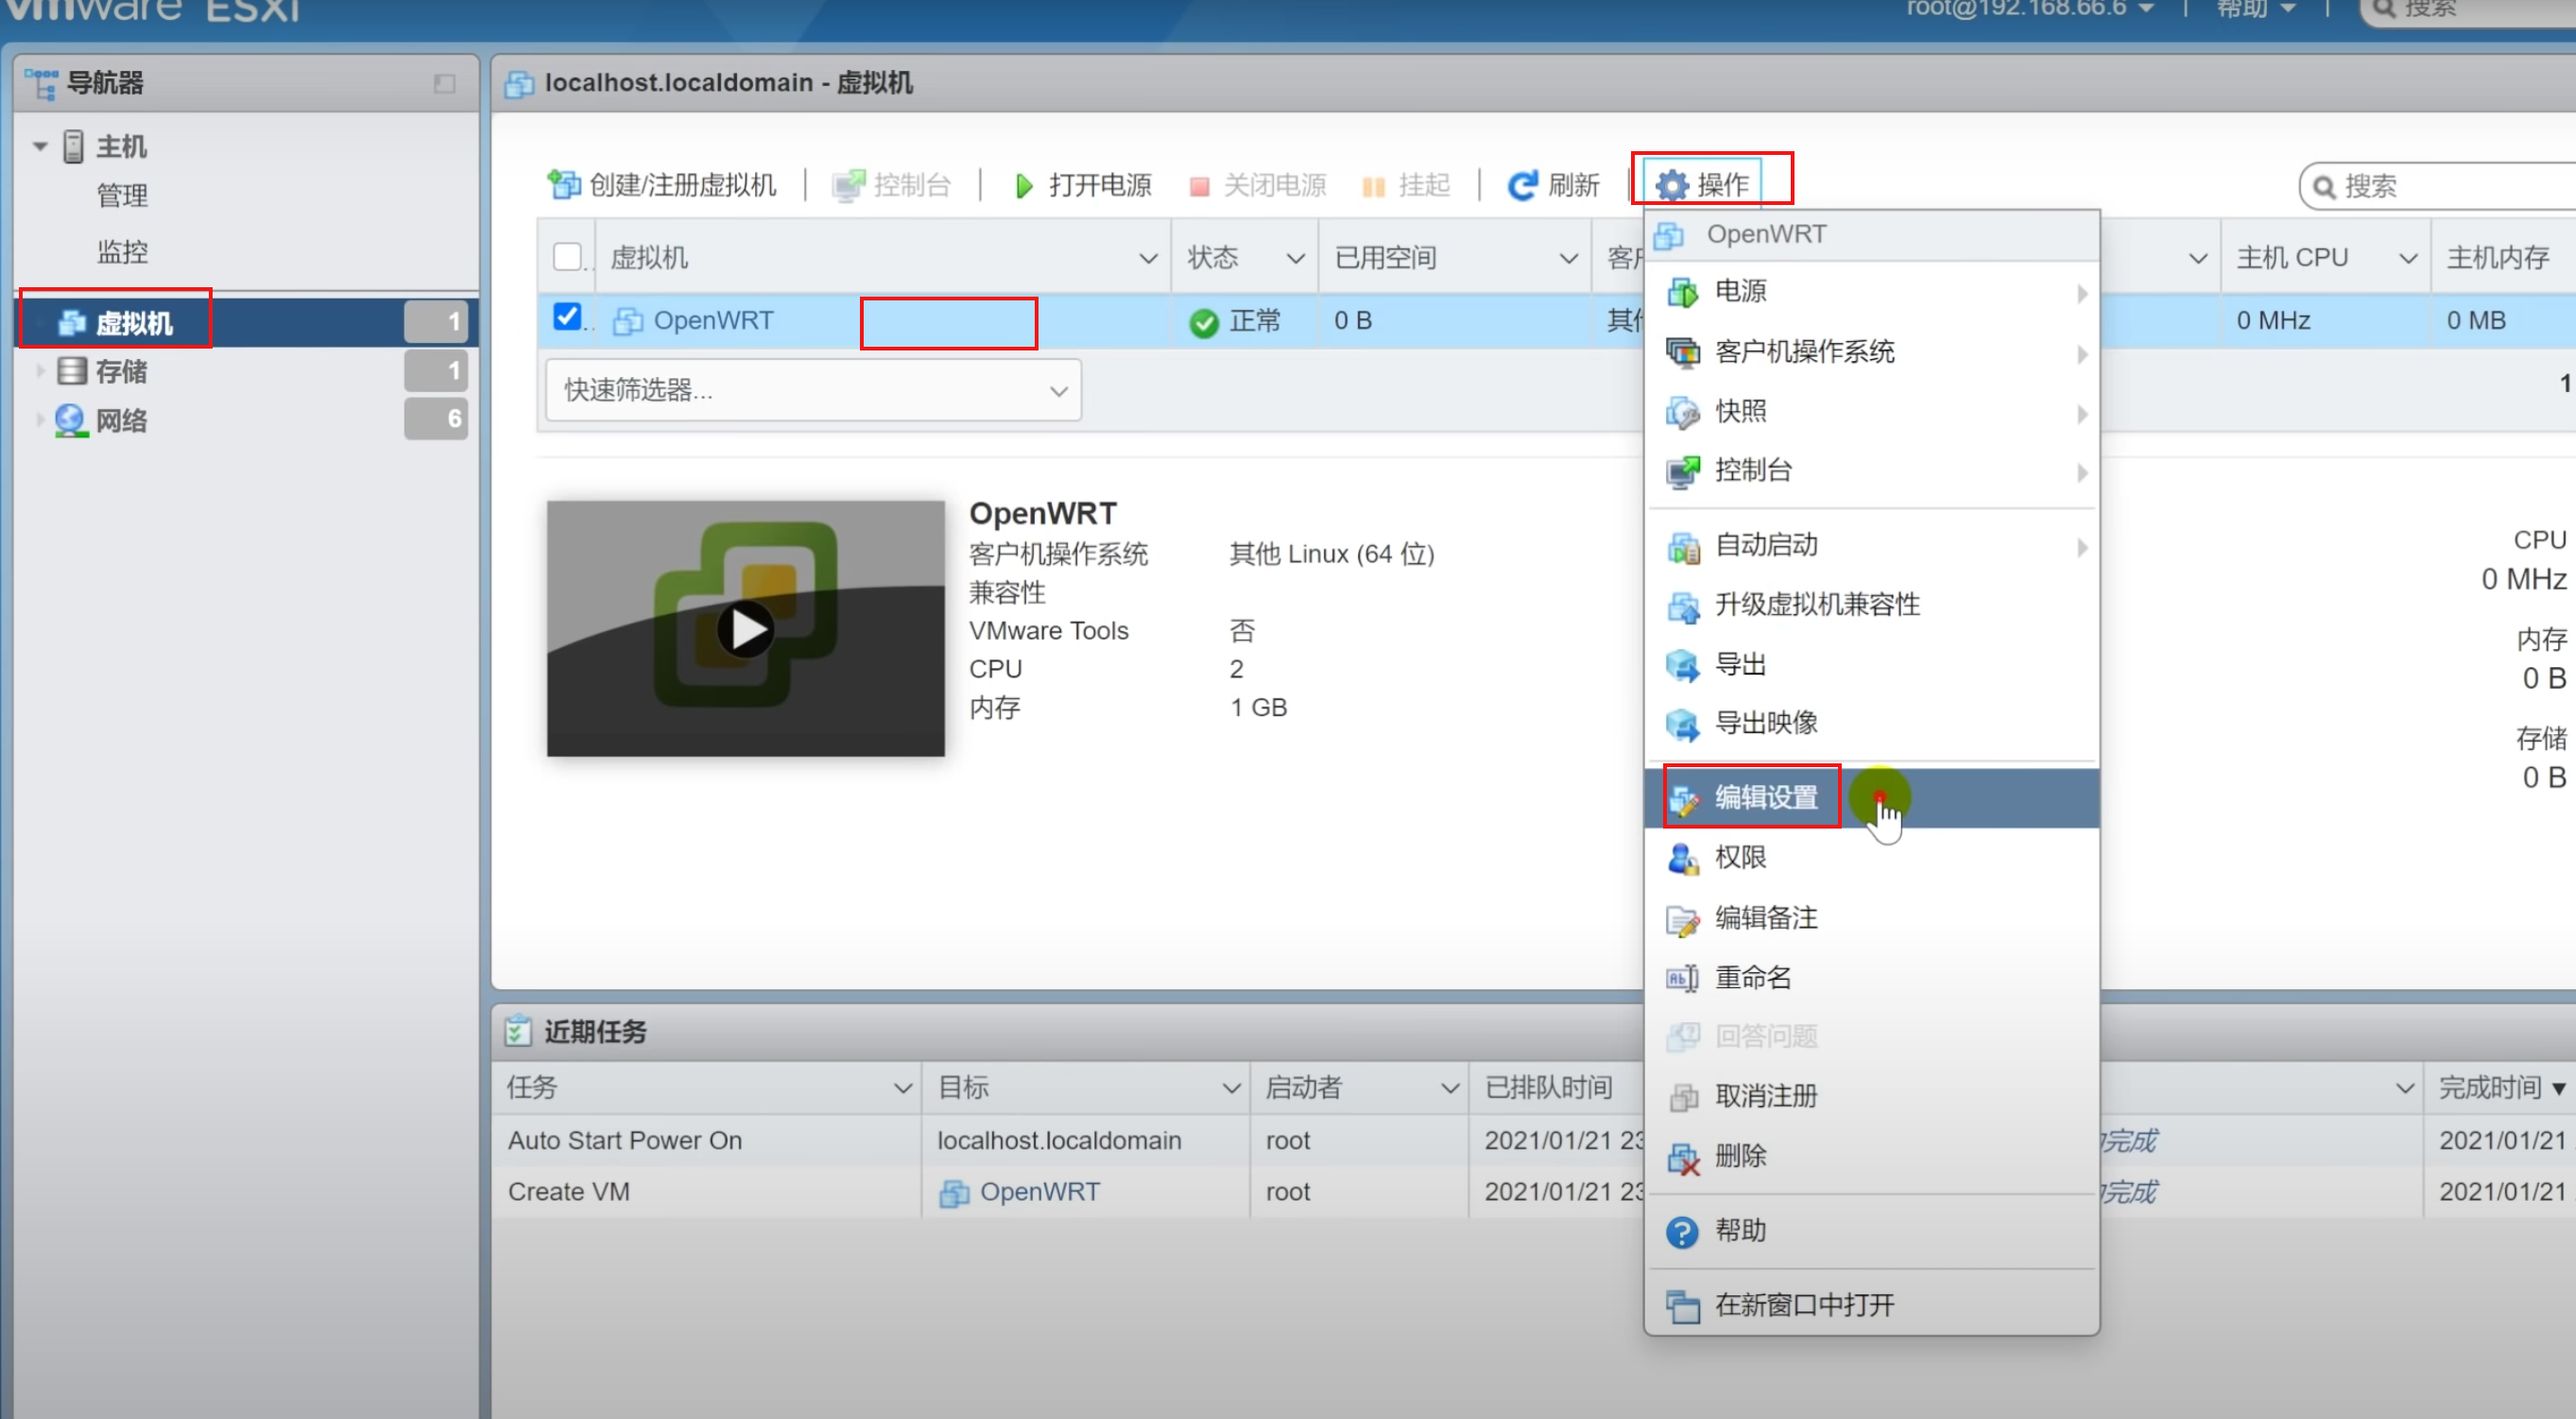 vmware ESXi
root@192.168.66.6
帮助
搜索
导航器
主机
管理
监控
虚拟机
1
存储
1
网络
6
localhost.localdomain - 虚拟机
创建/注册虚拟机
控制台
打开电源
关闭电源
挂起
刷新
操作
搜索
虚拟机
状态
已用空间
主机 CPU
主机内存
OpenWRT
正常
0 B
0 MHz
0 MB
快速筛选器...
1
OpenWRT
客户机操作系统
其他 Linux (64 位)
兼容性
VMware Tools
否
CPU
2
内存
1 GB
CPU
0 MHz
内存
0 B
存储
0 B
OpenWRT
电源
客户机操作系统
快照
控制台
自动启动
升级虚拟机兼容性
导出
导出映像
编辑设置
权限
编辑备注
重命名
回答问题
取消注册
删除
帮助
在新窗口中打开
近期任务
任务
目标
启动者
已排队时间
完成时间
Auto Start Power On
localhost.localdomain
root
2021/01/21 23
完成
2021/01/21
Create VM
OpenWRT
root
2021/01/21 23
完成
2021/01/21